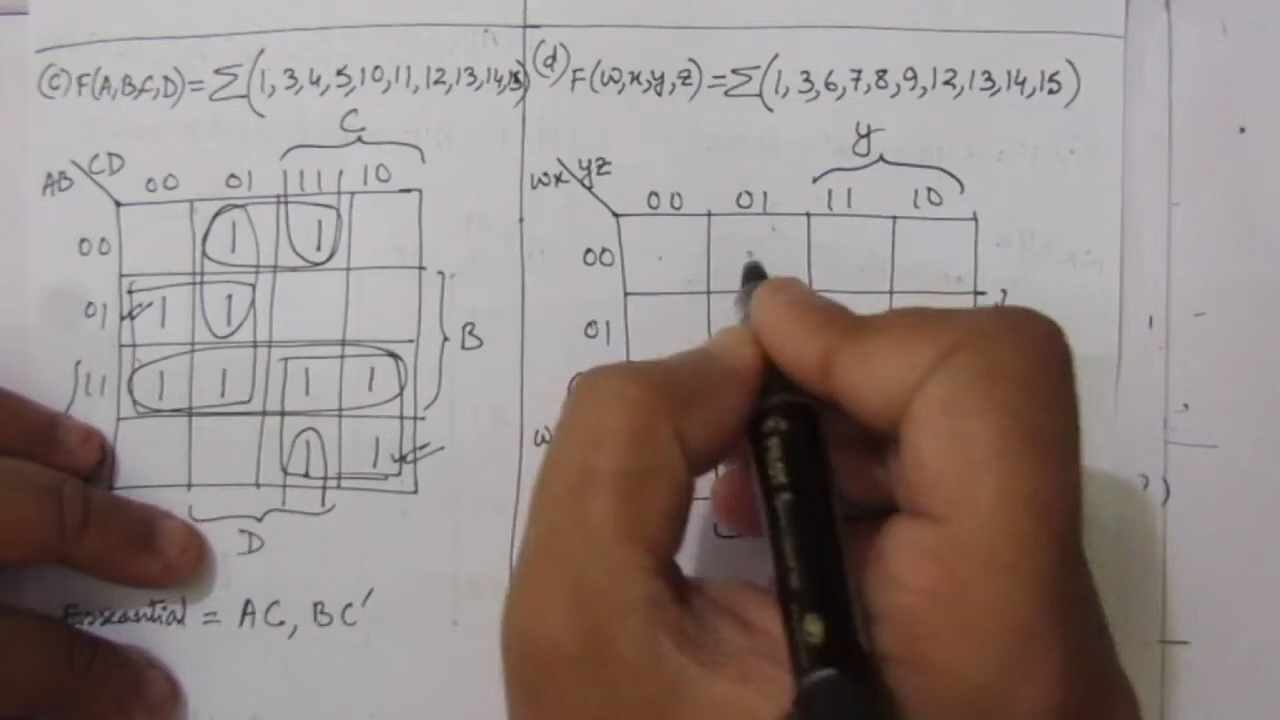 (c) F(A,B,C,D) = ∑(1, 3, 4, 5, 10, 11, 12, 13, 14, 15)
C
AB CD
00 01 11 10
00 1 1
01 1 1
11 1 1 1 1
1 1
B
D
Essential = AC, BC′
(d) F(w,x,y,z) = ∑(1, 3, 6, 7, 8, 9, 12, 13, 14, 15)
y
wx yz
00 01 11 10
00
01
w